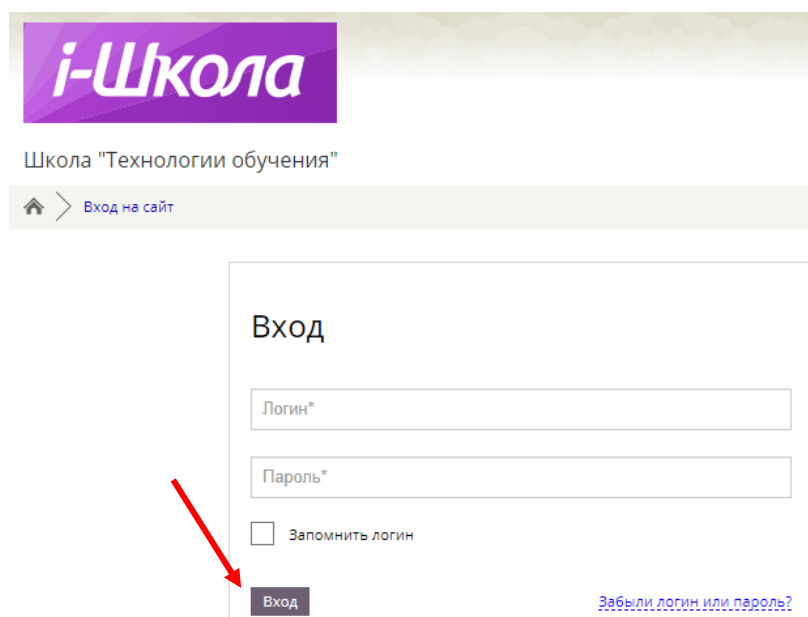 i-Школа
Школа "Технологии обучения"
Вход на сайт
Вход
Логин*
Пароль*
Запомнить логин
Вход Забыли логин или пароль?